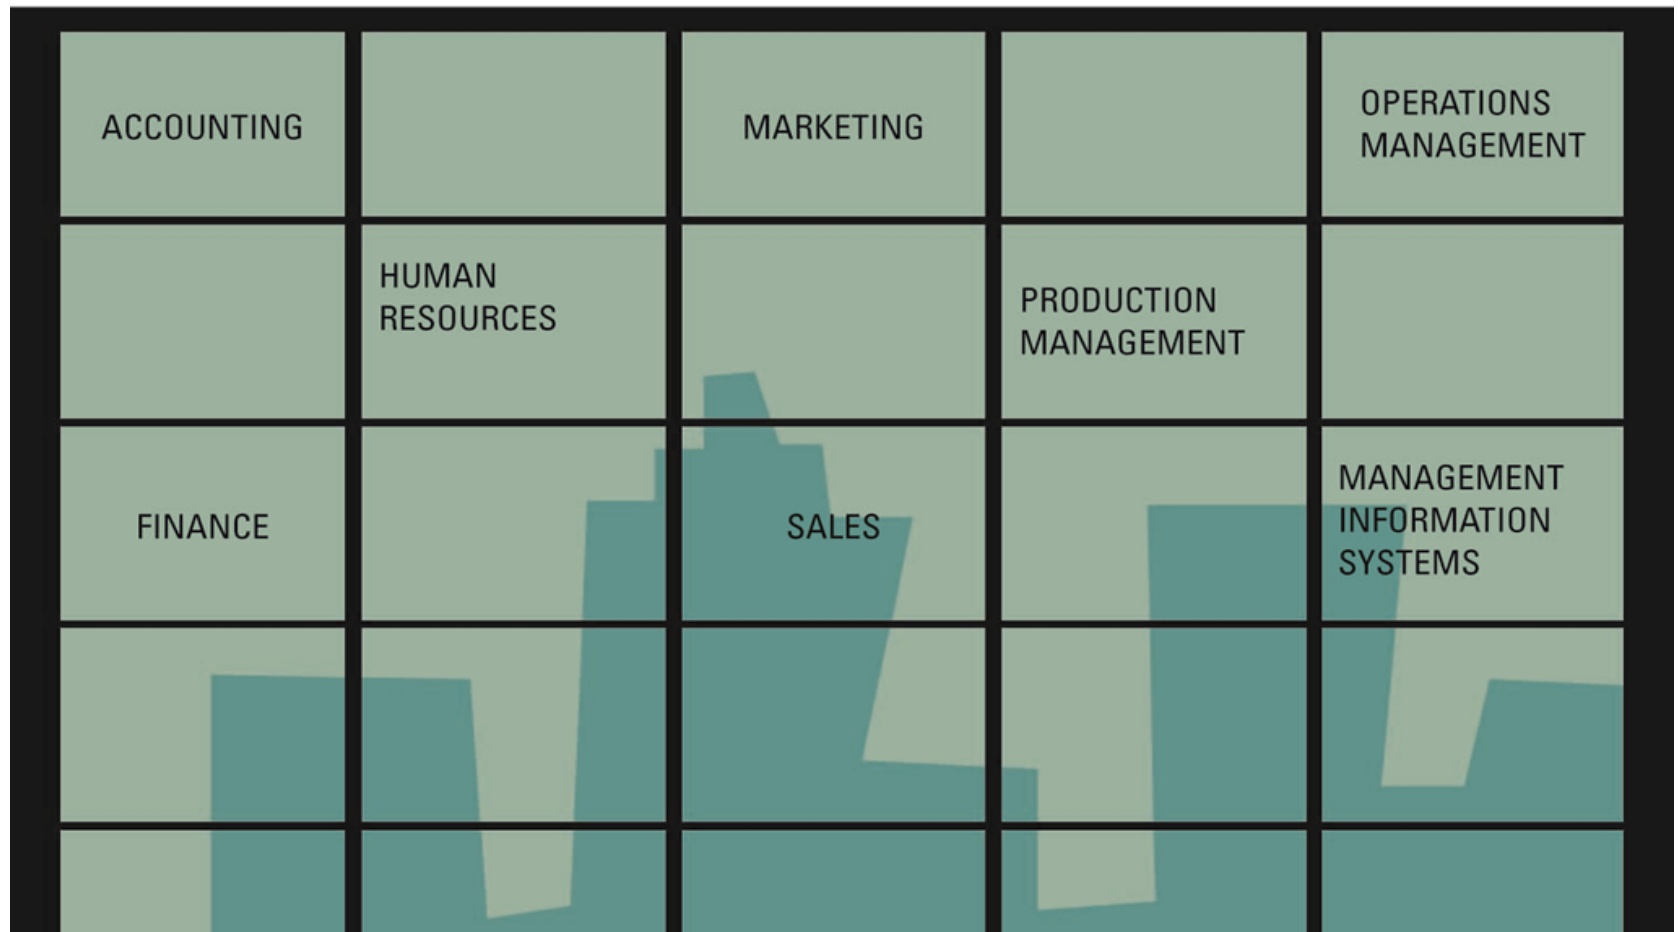 ACCOUNTING
MARKETING
OPERATIONS
MANAGEMENT
HUMAN
RESOURCES
PRODUCTION
MANAGEMENT
FINANCE
SALES
MANAGEMENT
INFORMATION
SYSTEMS